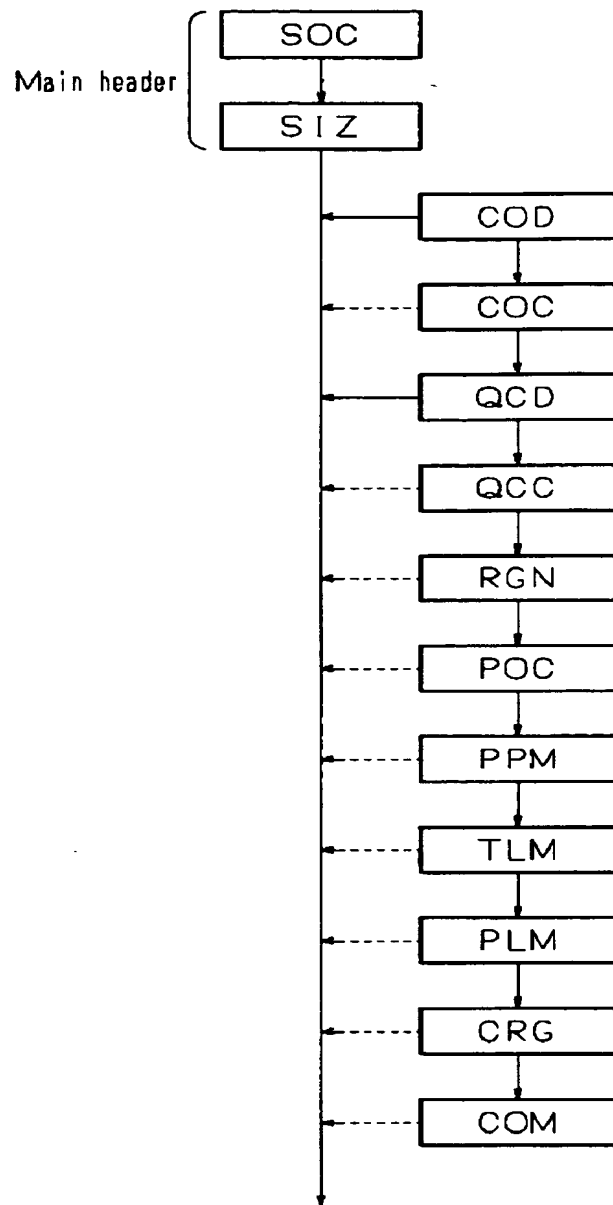 SOC
Main header
SIZ
COD
COC
QCD
QCC
RGN
POC
PPM
TLM
PLM
CRG
COM